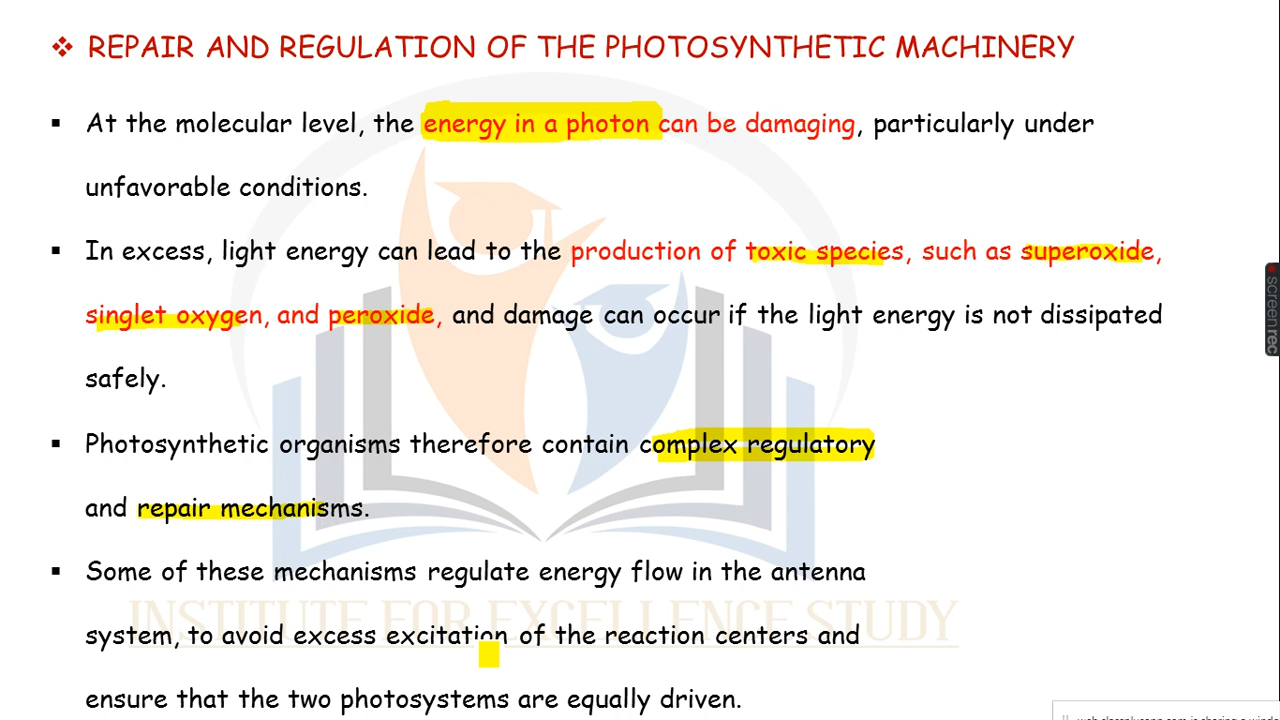 ❖ REPAIR AND REGULATION OF THE PHOTOSYNTHETIC MACHINERY
▪ At the molecular level, the energy in a photon can be damaging, particularly under
unfavorable conditions.
▪ In excess, light energy can lead to the production of toxic species, such as superoxide,
singlet oxygen, and peroxide, and damage can occur if the light energy is not dissipated
safely.
▪ Photosynthetic organisms therefore contain complex regulatory
and repair mechanisms.
▪ Some of these mechanisms regulate energy flow in the antenna
INSTITUTE FOR EXCELLENCE STUDY
system, to avoid excess excitation of the reaction centers and
ensure that the two photosystems are equally driven.
screenrec